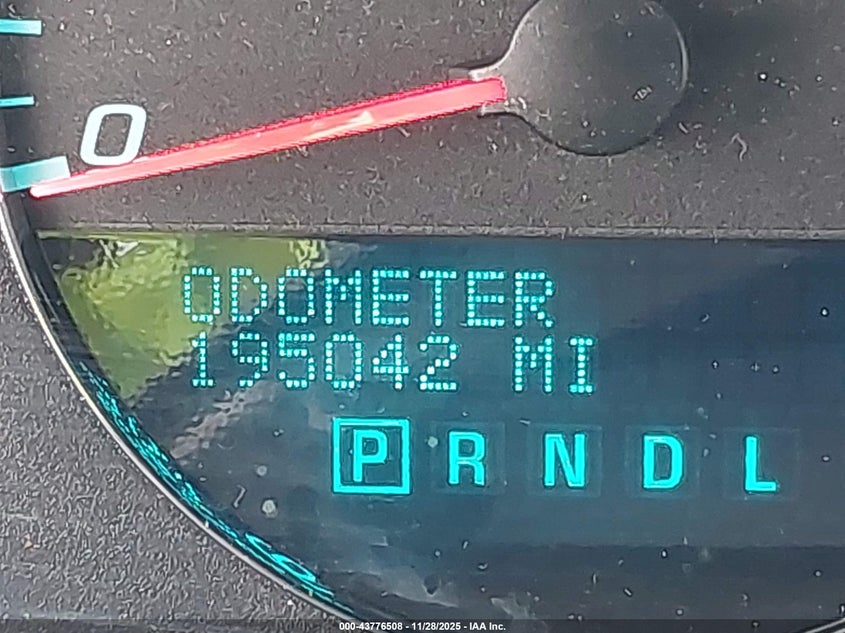 0
ODOMETER
195042 MI
P R N D L
000-43776508 - 11/28/2025 - IAA Inc.